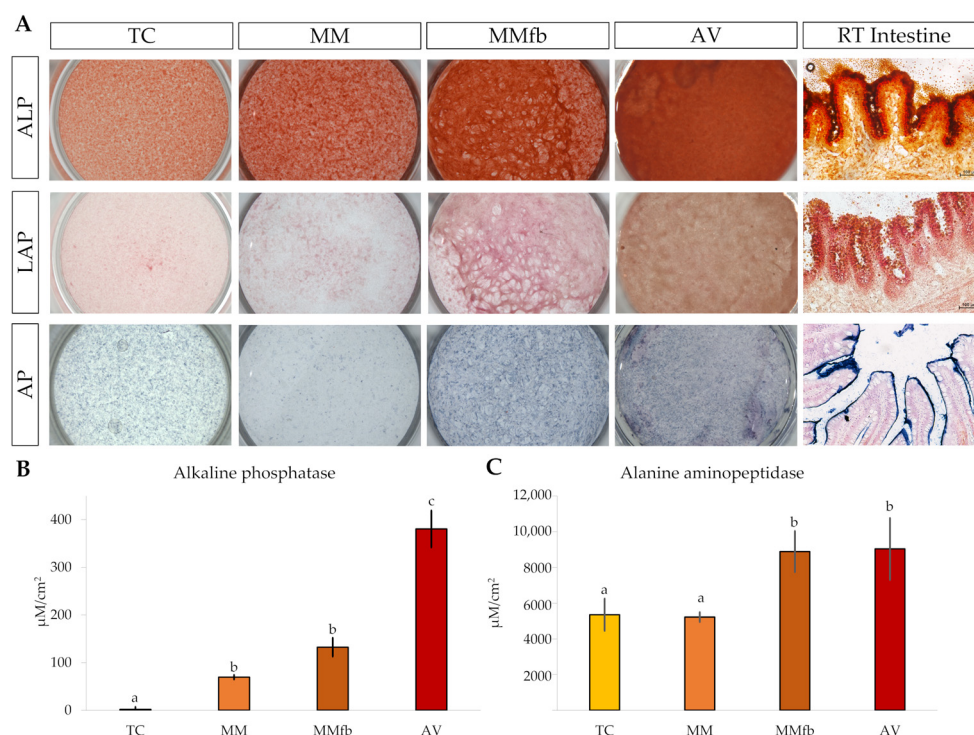 A
TC MM MMfb AV RT Intestine
ALP
LAP
AP
B Alkaline phosphatase
400
300
200
100
0
µM/cm²
a
b
b
c
TC MM MMfb AV
C Alanine aminopeptidase
12,000
10,000
8000
6000
4000
2000
µM/cm²
a
a
b
b
TC MM MMfb AV